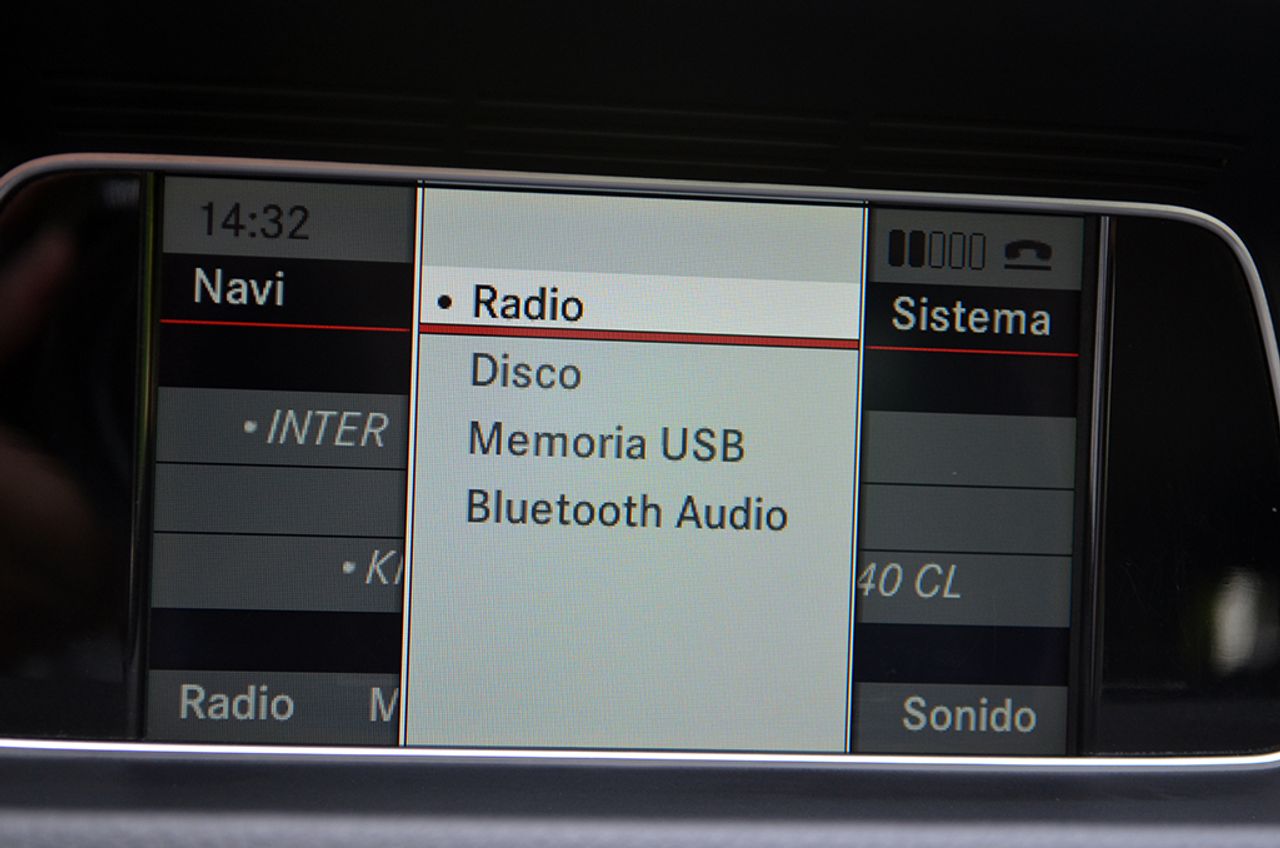 14:32
Navi
Sistema
• Radio
Disco
Memoria USB
Bluetooth Audio
• INTER
40 CL
Radio
Sonido